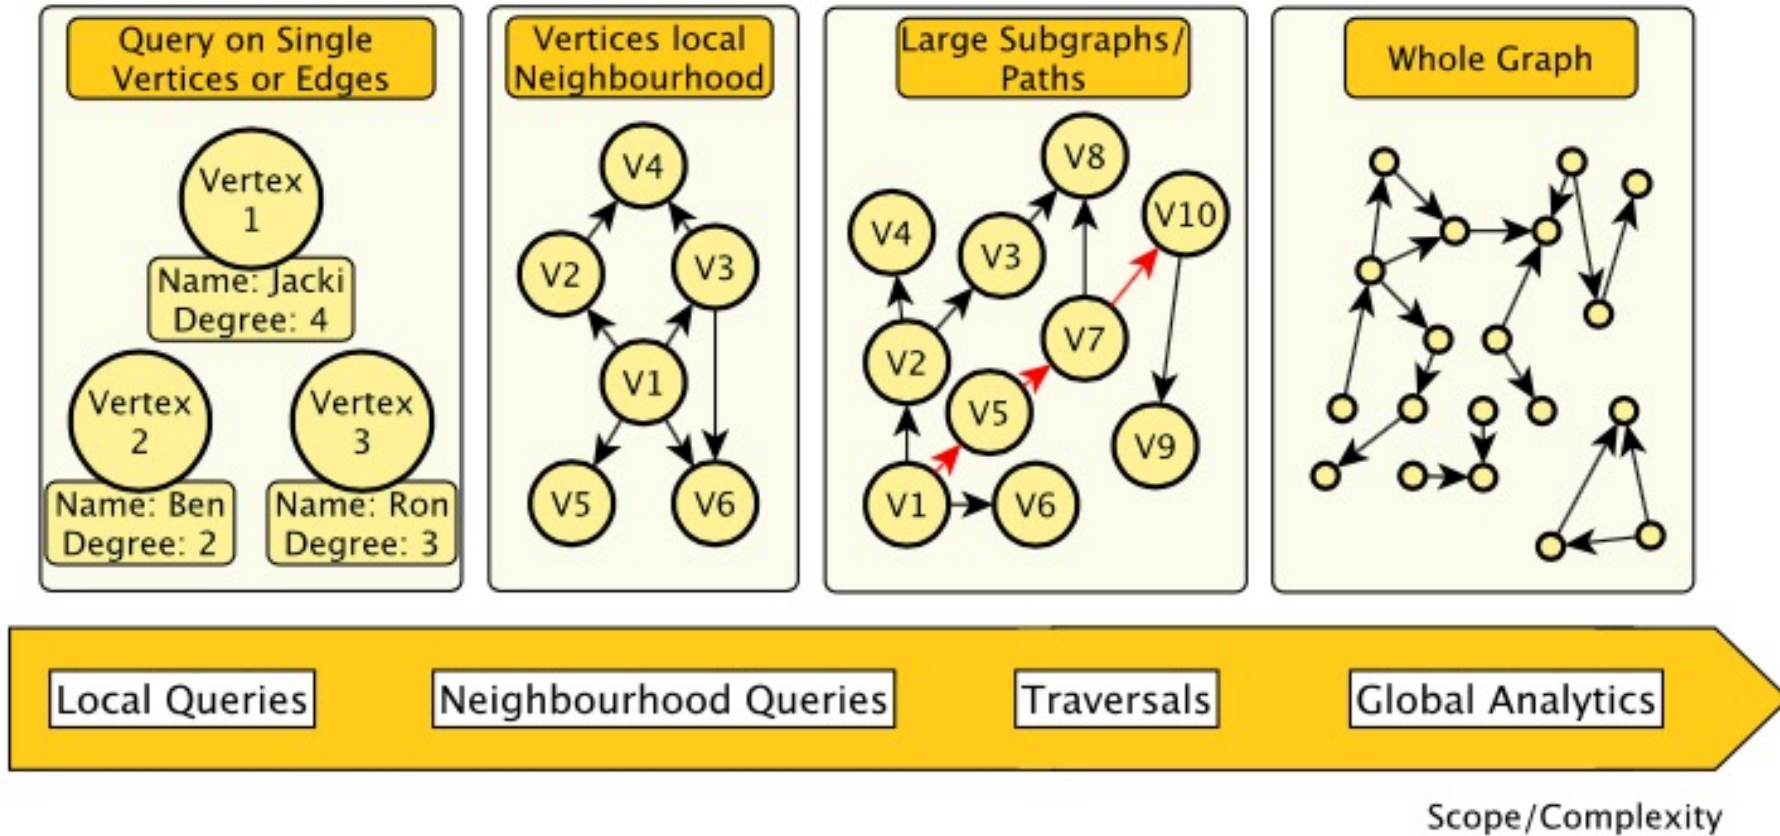 Query on Single
Vertices or Edges
Vertex
1
Name: Jacki
Degree: 4
Vertex
2
Name: Ben
Degree: 2
Vertex
3
Name: Ron
Degree: 3
Vertices local
Neighbourhood
V4
V2
V3
V1
V5
V6
Large Subgraphs/
Paths
V8
V10
V4
V3
V7
V2
V5
V9
V1
V6
Whole Graph
Local Queries
Neighbourhood Queries
Traversals
Global Analytics
Scope/Complexity